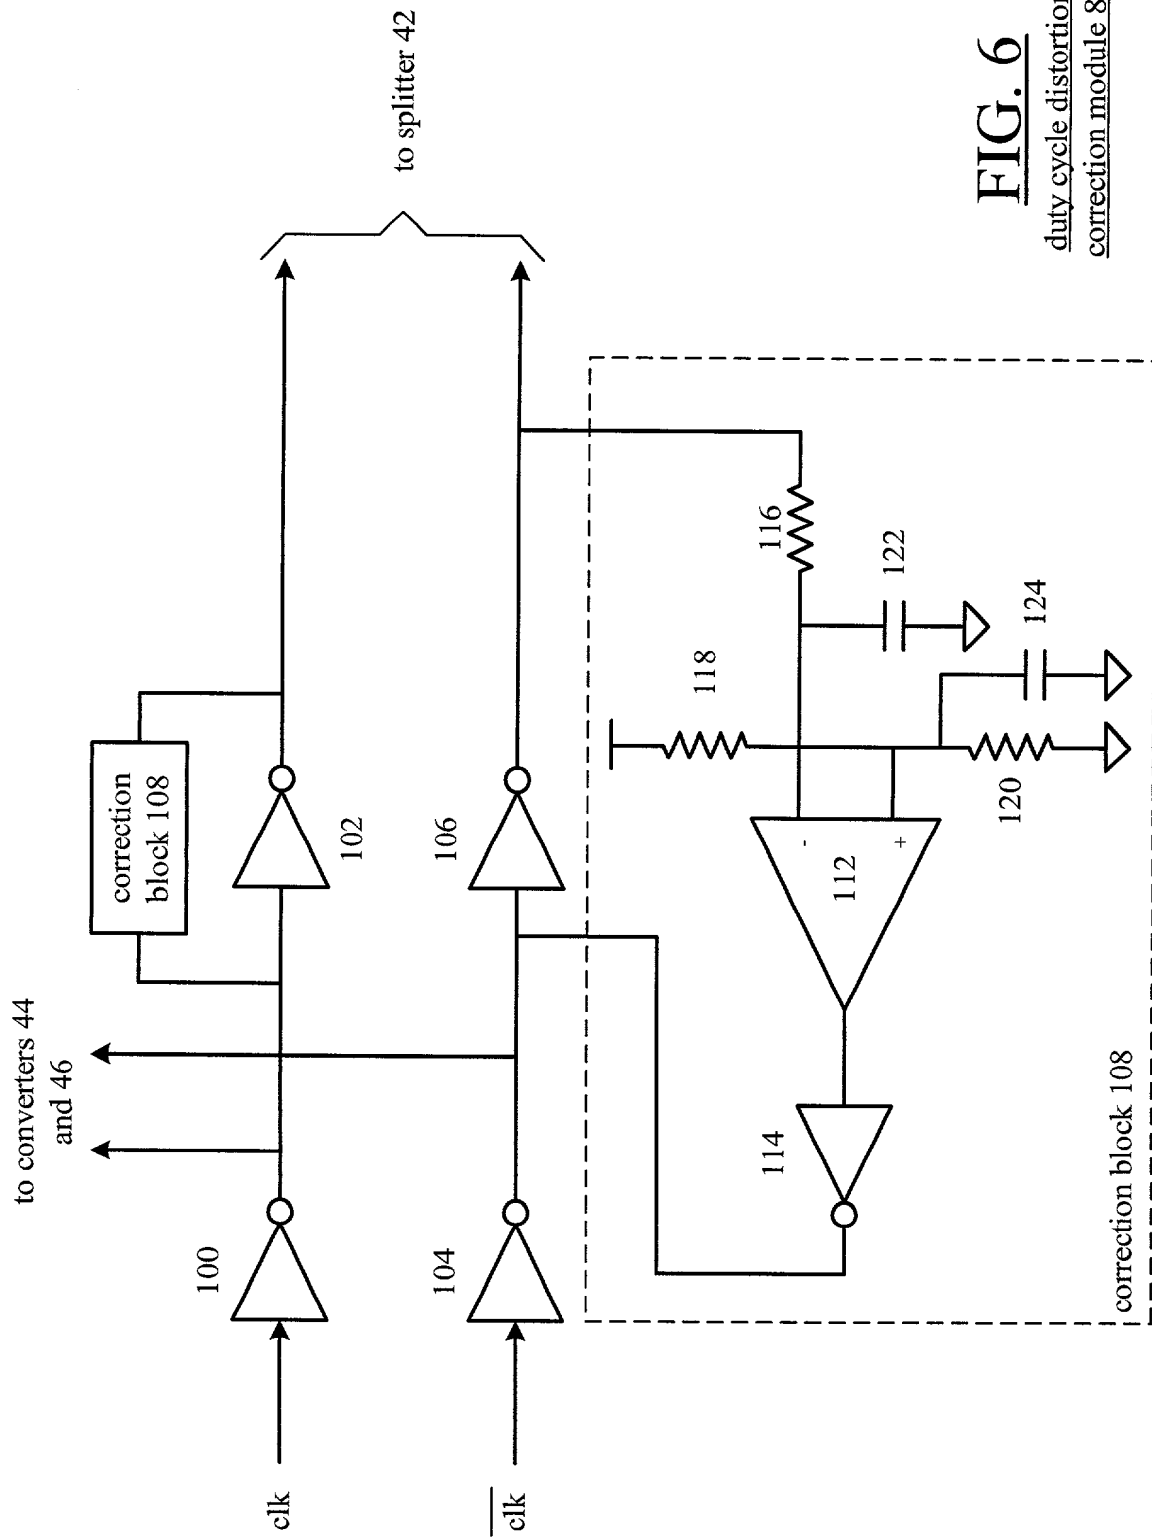 to converters 44
and 46
correction
block 108
clk
100
102
to splitter 42
clk
104
106
114
112
-
+
118
116
122
120
124
correction block 108
FIG. 6
duty cycle distortion
correction module 8